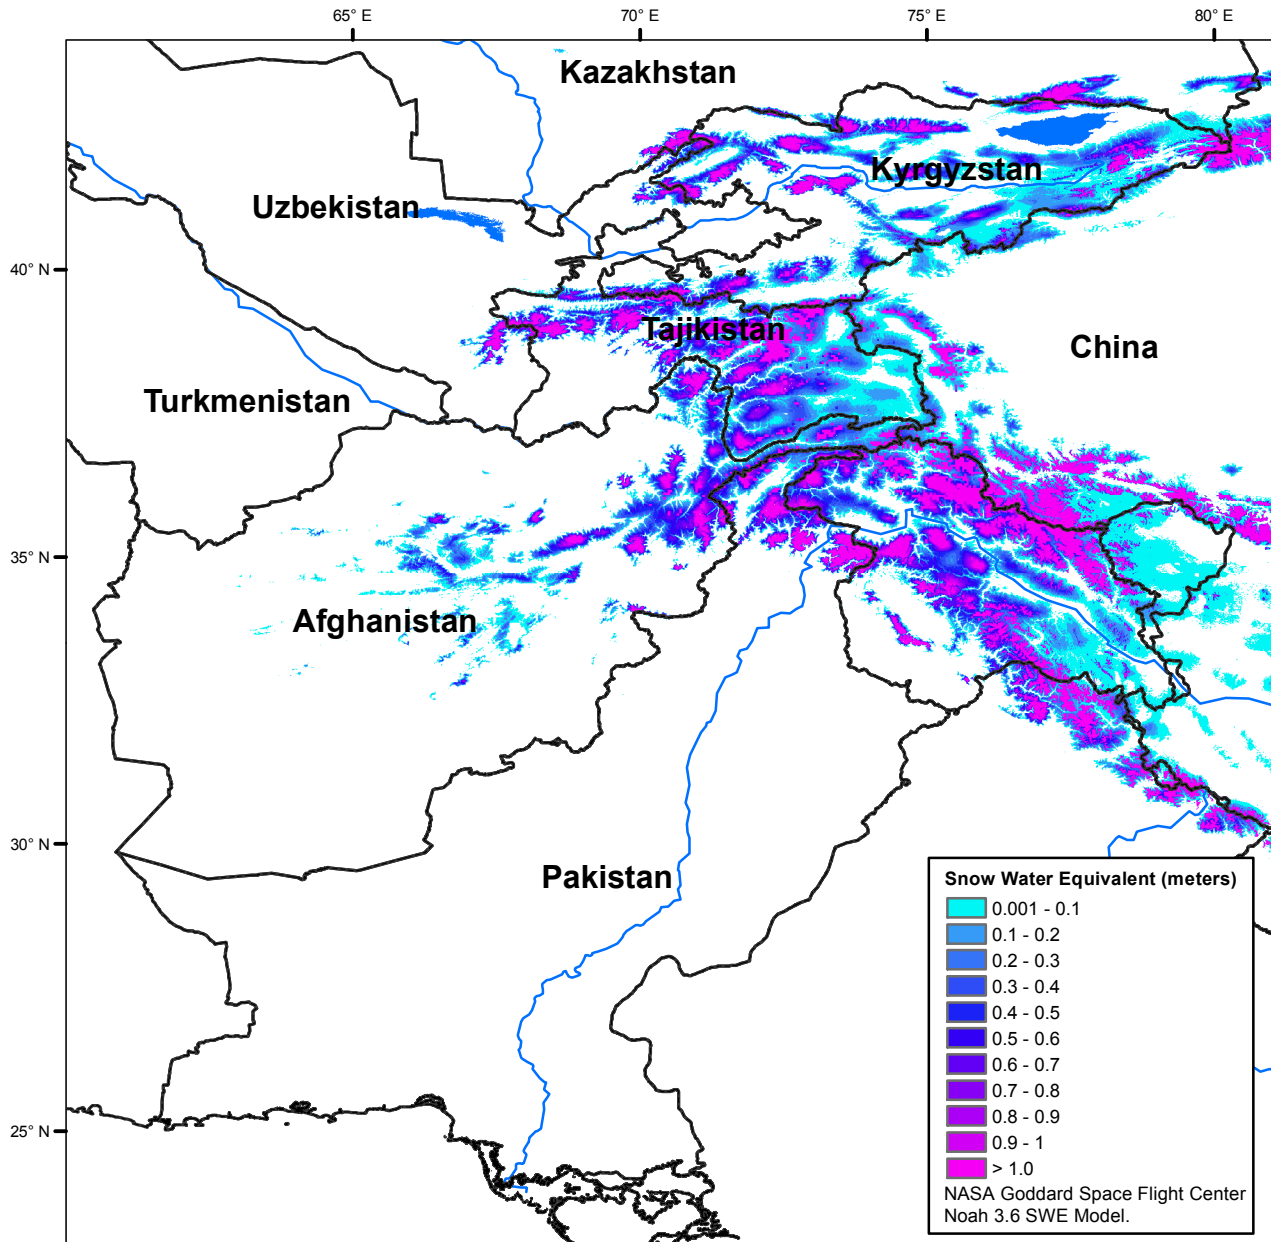 65° E
70° E
75° E
80° E
Kazakhstan
Kyrgyzstan
Uzbekistan
40° N
Tajikistan
China
Turkmenistan
35° N
Afghanistan
30° N
Pakistan
25° N
Snow Water Equivalent (meters)
0.001 - 0.1
0.1 - 0.2
0.2 - 0.3
0.3 - 0.4
0.4 - 0.5
0.5 - 0.6
0.6 - 0.7
0.7 - 0.8
0.8 - 0.9
0.9 - 1
> 1.0
NASA Goddard Space Flight Center
Noah 3.6 SWE Model.